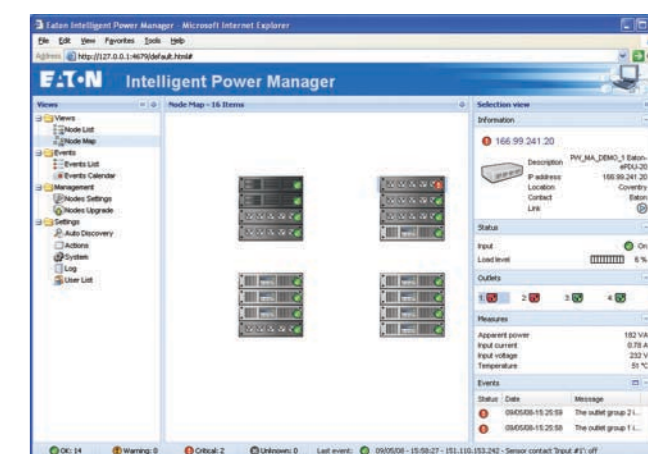 Eaton Intelligent Power Manager - Microsoft Internet Explorer
File Edit View Favorites Tools Help
Address http://127.0.0.1:4679/default.html#
EATON Intelligent Power Manager
Views
Views
Node List
Node Map
Events
Events List
Events Calendar
Management
Nodes Settings
Nodes Upgrade
Settings
Auto Discovery
Actions
System
Log
User List
Node Map - 16 Items
Selection view
Information
166.99.241.20
Description PW_MA_DEMO_1 Eaton-
ePDU-20
IP address 166.99.241.20
Location Coventry
Contact Eaton
Link
Status
Input On
Load level 6 %
Outlets
1: 2: 3: 4:
Measures
Apparent power 182 VA
Input current 0.78 A
Input voltage 232 V
Temperature 51 °C
Events
Status Date Message
09/05/08-15:25:59 The outlet group 2 i...
09/05/08-15:25:58 The outlet group 1 i...
OK: 14 Warning: 0 Critical: 2 Unknown: 0 Last event: 09/05/08 - 15:58:27 - 151.110.153.242 - Sensor contact 'Input #1': off